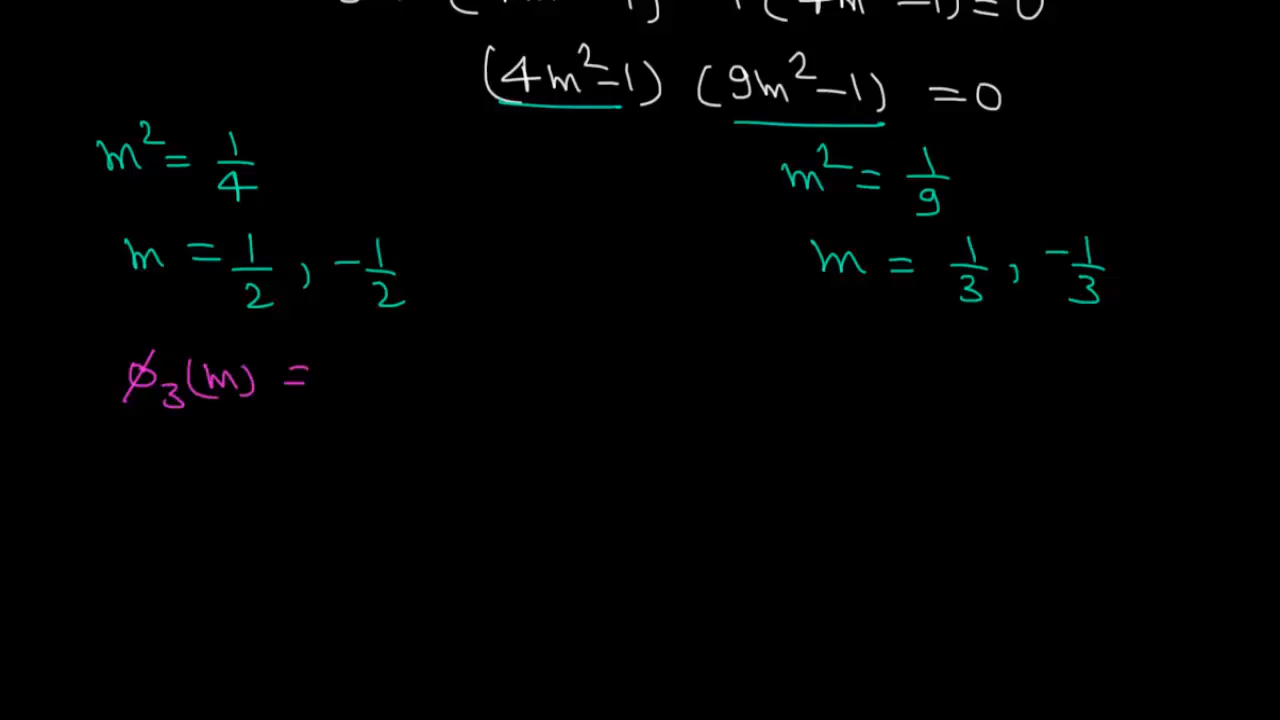 (4m²-1) (9m²-1) =0
m² = 1/4
m² = 1/9
m = 1/2, -1/2
m = 1/3, -1/3
ø₃(m) =